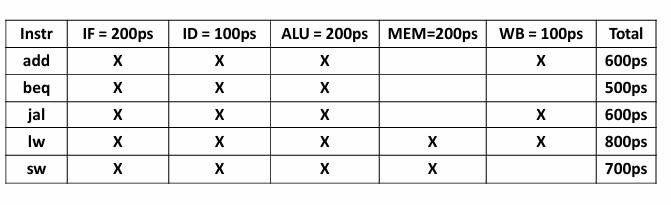 Instr IF = 200ps ID = 100ps ALU = 200ps MEM=200ps WB = 100ps Total
add X X X X 600ps
beq X X X 500ps
jal X X X X 600ps
lw X X X X X 800ps
sw X X X X 700ps